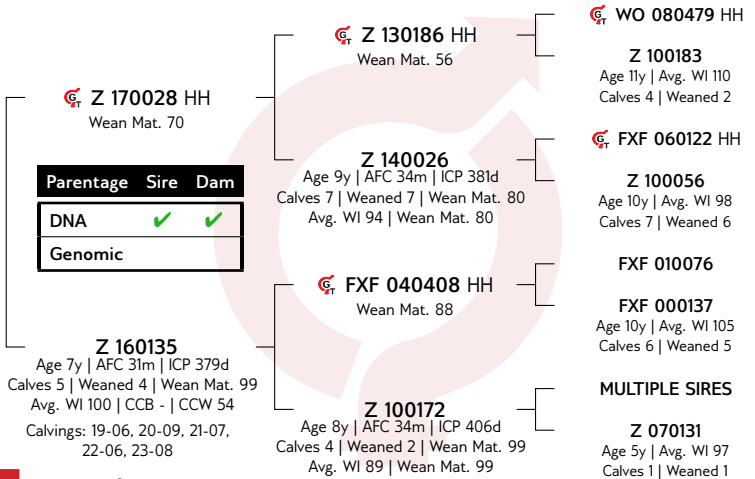 WO 080479 HH
Z 130186 HH
Wean Mat. 56
Z 100183
Age 11y | Avg. WI 110
Calves 4 | Weaned 2
Z 170028 HH
Wean Mat. 70
FXF 060122 HH
Z 140026
Age 9y | AFC 34m | ICP 381d
Calves 7 | Weaned 7 | Wean Mat. 80
Avg. WI 94 | Wean Mat. 80
Z 100056
Age 10y | Avg. WI 98
Calves 7 | Weaned 6
Parentage Sire Dam
DNA ✔ ✔
Genomic
FXF 010076
FXF 040408 HH
Wean Mat. 88
FXF 000137
Age 10y | Avg. WI 105
Calves 6 | Weaned 5
Z 160135
Age 7y | AFC 31m | ICP 379d
Calves 5 | Weaned 4 | Wean Mat. 99
Avg. WI 100 | CCB - | CCW 54
Calvings: 19-06, 20-09, 21-07,
22-06, 23-08
MULTIPLE SIRES
Z 100172
Age 8y | AFC 34m | ICP 406d
Calves 4 | Weaned 2 | Wean Mat. 99
Avg. WI 89 | Wean Mat. 99
Z 070131
Age 5y | Avg. WI 97
Calves 1 | Weaned 1